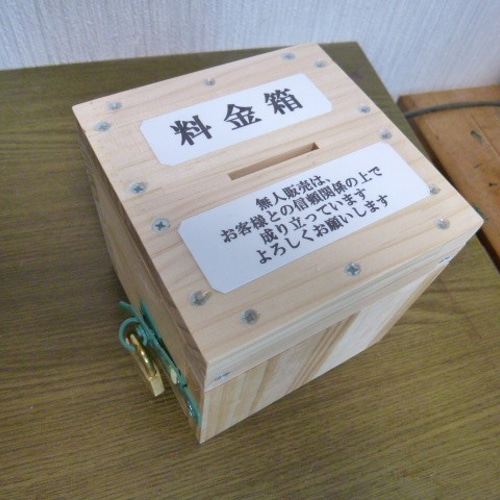 料金箱
無人販売は、
お客様との信頼関係の上で
成り立っています
よろしくお願いします